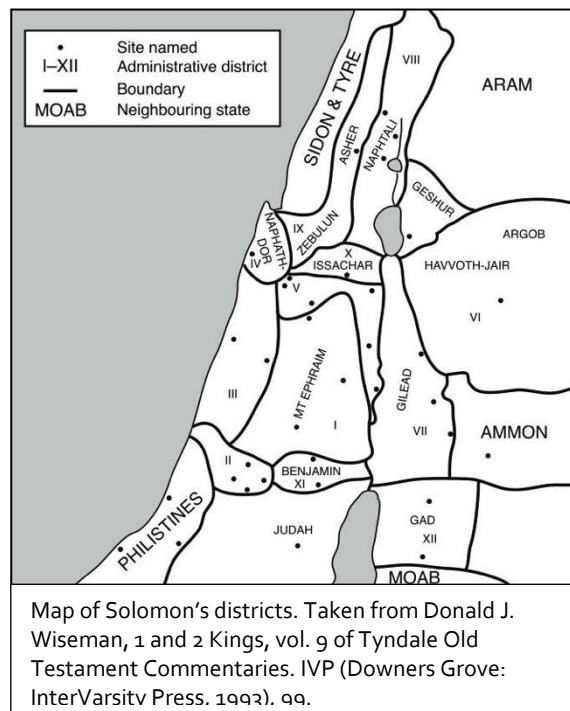 Site named
I–XII Administrative district
Boundary
MOAB Neighbouring state
SIDON & TYRE
VIII
ARAM
ASHER
NAPHTALI
GESHUR
NAPHATH-
DOR
IV
IX
ZEBULUN
X
ISSACHAR
ARGOB
HAVVOTH-JAIR
V
VI
III
MT EPHRAIM
I
GILEAD
VII
AMMON
II
BENJAMIN
XI
PHILISTINES
JUDAH
GAD
XII
MOAB
Map of Solomon's districts. Taken from Donald J.
Wiseman, 1 and 2 Kings, vol. 9 of Tyndale Old
Testament Commentaries. IVP (Downers Grove:
InterVarsity Press, 1993), 99.